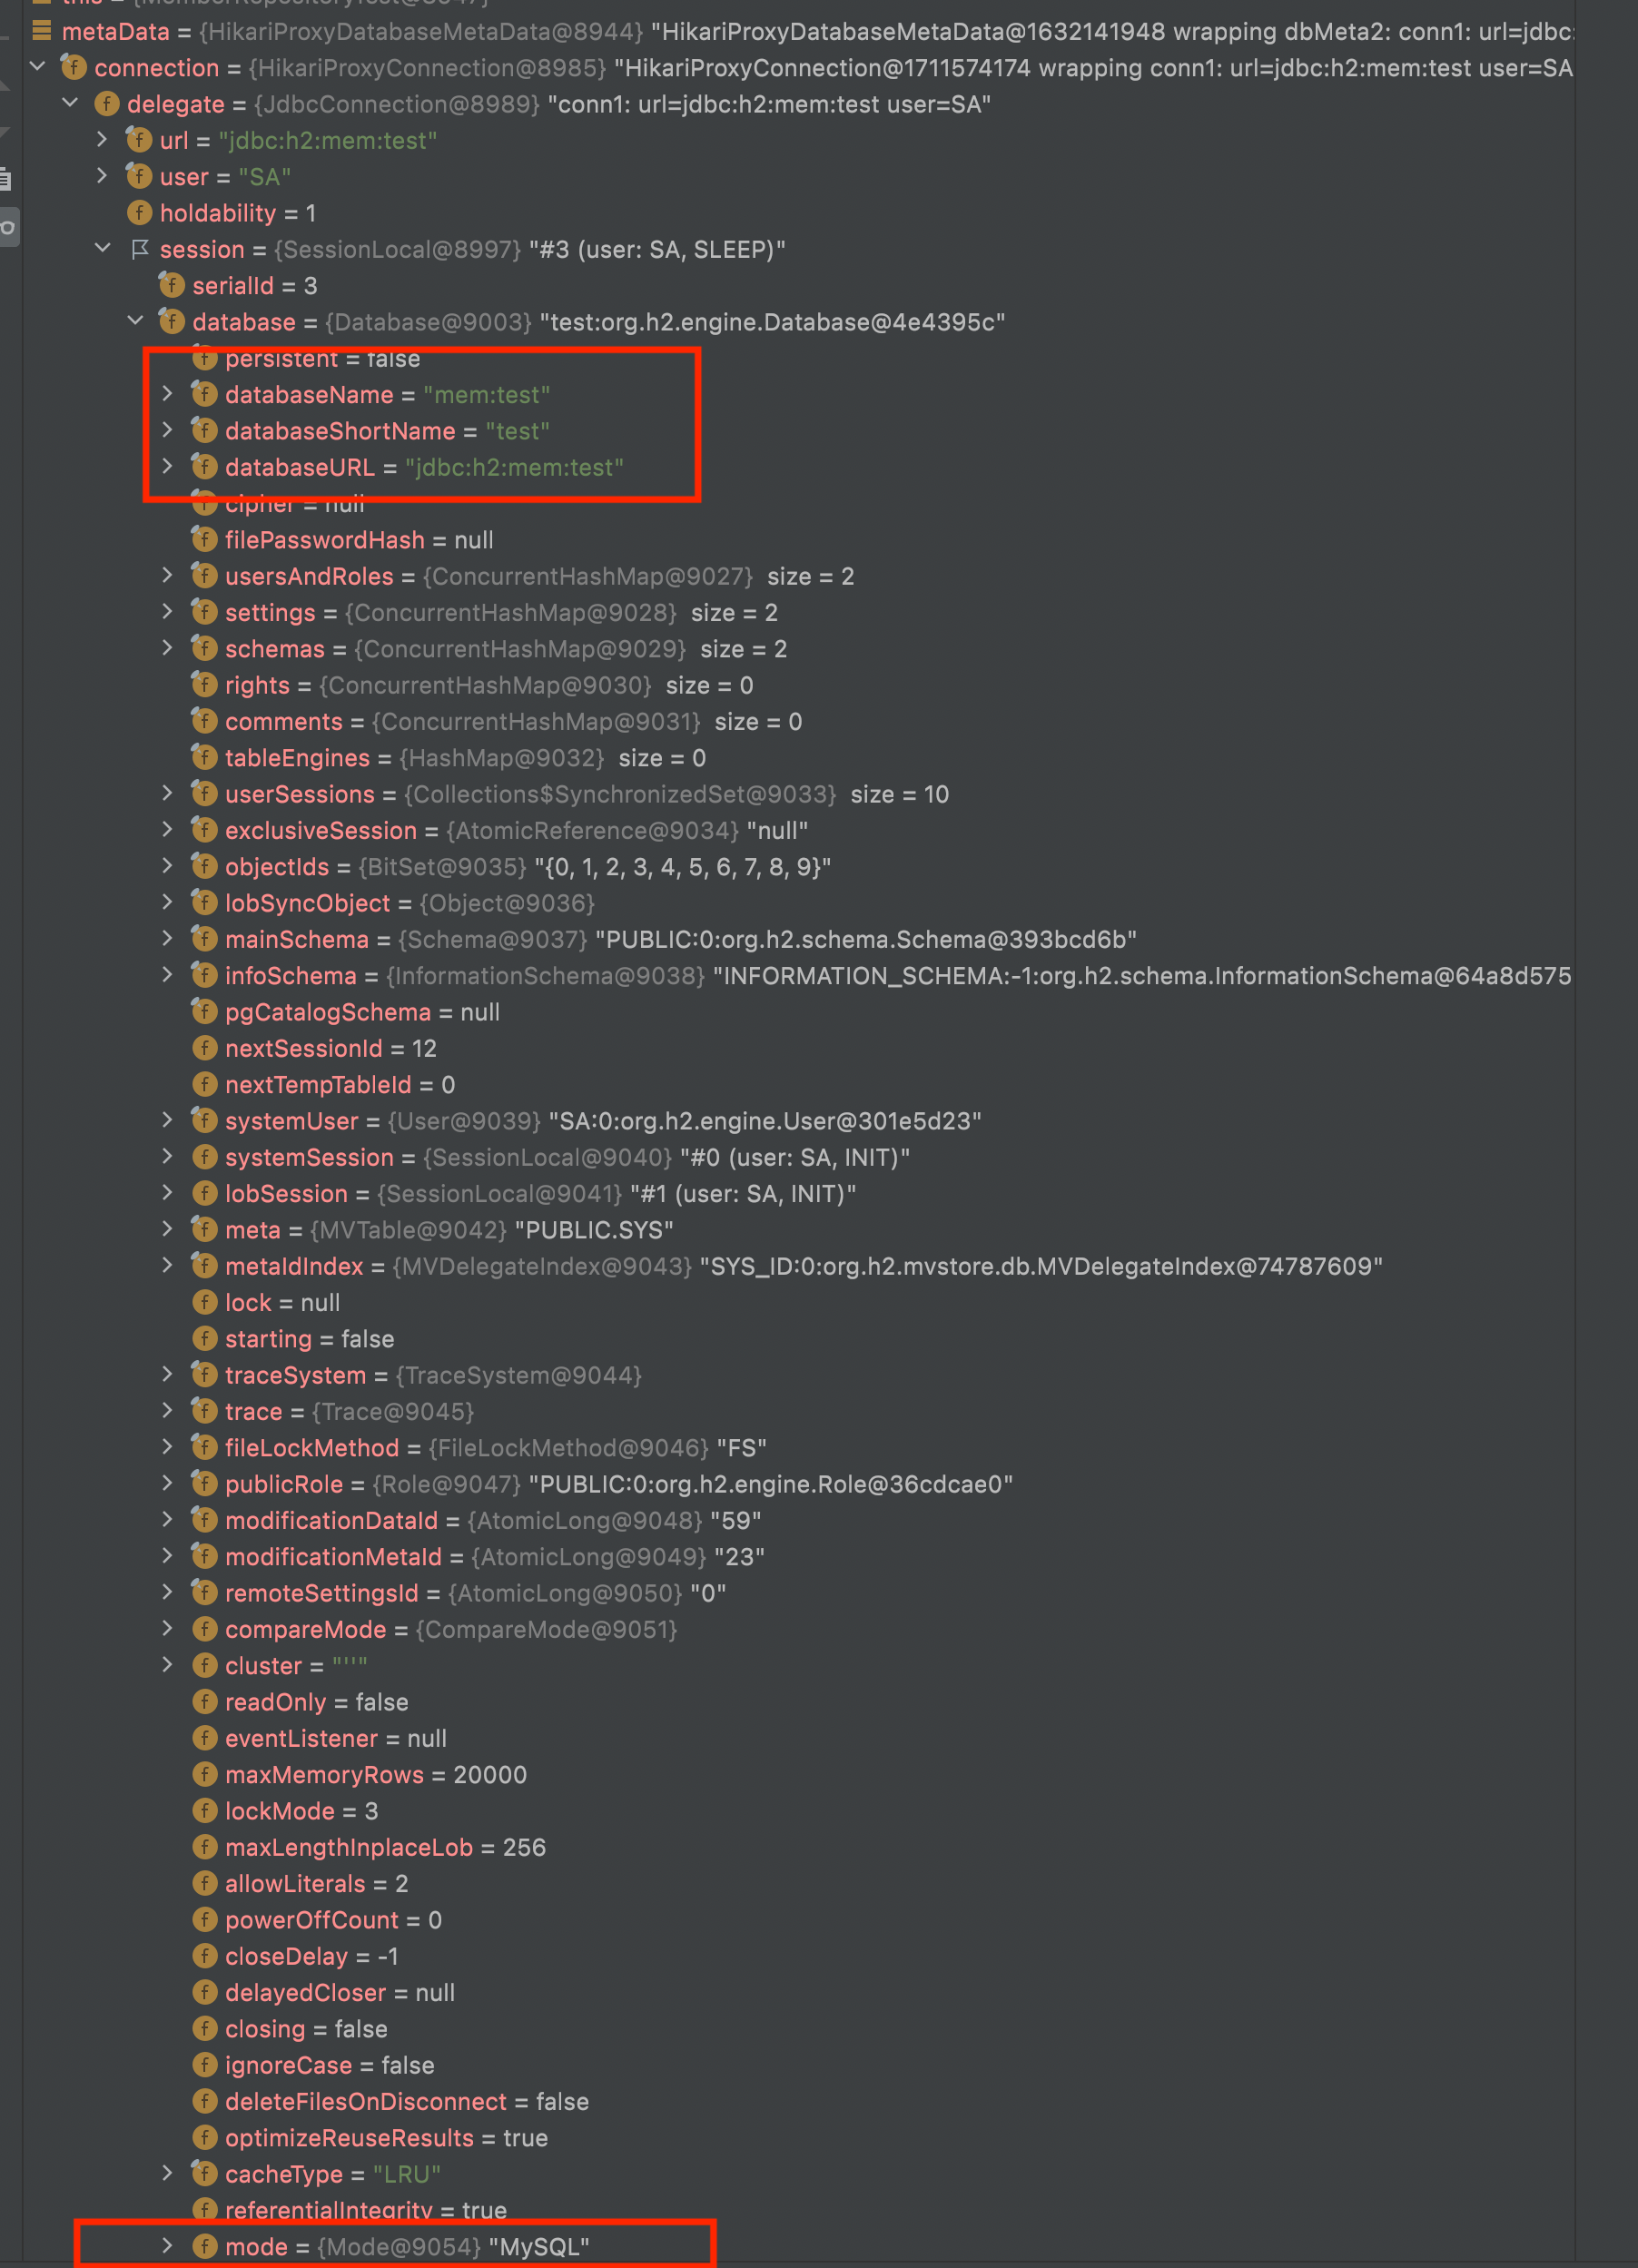 this = {MemberRepositoryTest@8947}
metaData = {HikariProxyDatabaseMetaData@8944} "HikariProxyDatabaseMetaData@1632141948 wrapping dbMeta2: conn1: url=jdbc:
connection = {HikariProxyConnection@8985} "HikariProxyConnection@1711574174 wrapping conn1: url=jdbc:h2:mem:test user=SA
delegate = {JdbcConnection@8989} "conn1: url=jdbc:h2:mem:test user=SA"
url = "jdbc:h2:mem:test"
user = "SA"
holdability = 1
session = {SessionLocal@8997} "#3 (user: SA, SLEEP)"
serialId = 3
database = {Database@9003} "test:org.h2.engine.Database@4e4395c"
persistent = false
databaseName = "mem:test"
databaseShortName = "test"
databaseURL = "jdbc:h2:mem:test"
cipher = null
filePasswordHash = null
usersAndRoles = {ConcurrentHashMap@9027} size = 2
settings = {ConcurrentHashMap@9028} size = 2
schemas = {ConcurrentHashMap@9029} size = 2
rights = {ConcurrentHashMap@9030} size = 0
comments = {ConcurrentHashMap@9031} size = 0
tableEngines = {HashMap@9032} size = 0
userSessions = {Collections$SynchronizedSet@9033} size = 10
exclusiveSession = {AtomicReference@9034} "null"
objectIds = {BitSet@9035} "{0, 1, 2, 3, 4, 5, 6, 7, 8, 9}"
lobSyncObject = {Object@9036}
mainSchema = {Schema@9037} "PUBLIC:0:org.h2.schema.Schema@393bcd6b"
infoSchema = {InformationSchema@9038} "INFORMATION_SCHEMA:-1:org.h2.schema.InformationSchema@64a8d575
pgCatalogSchema = null
nextSessionId = 12
nextTempTableId = 0
systemUser = {User@9039} "SA:0:org.h2.engine.User@301e5d23"
systemSession = {SessionLocal@9040} "#0 (user: SA, INIT)"
lobSession = {SessionLocal@9041} "#1 (user: SA, INIT)"
meta = {MVTable@9042} "PUBLIC.SYS"
metaIdIndex = {MVDelegateIndex@9043} "SYS_ID:0:org.h2.mvstore.db.MVDelegateIndex@74787609"
lock = null
starting = false
traceSystem = {TraceSystem@9044}
trace = {Trace@9045}
fileLockMethod = {FileLockMethod@9046} "FS"
publicRole = {Role@9047} "PUBLIC:0:org.h2.engine.Role@36cdcae0"
modificationDataId = {AtomicLong@9048} "59"
modificationMetaId = {AtomicLong@9049} "23"
remoteSettingsId = {AtomicLong@9050} "0"
compareMode = {CompareMode@9051}
cluster = "''"
readOnly = false
eventListener = null
maxMemoryRows = 20000
lockMode = 3
maxLengthInplaceLob = 256
allowLiterals = 2
powerOffCount = 0
closeDelay = -1
delayedCloser = null
closing = false
ignoreCase = false
deleteFilesOnDisconnect = false
optimizeReuseResults = true
cacheType = "LRU"
referentialIntegrity = true
mode = {Mode@9054} "MySQL"